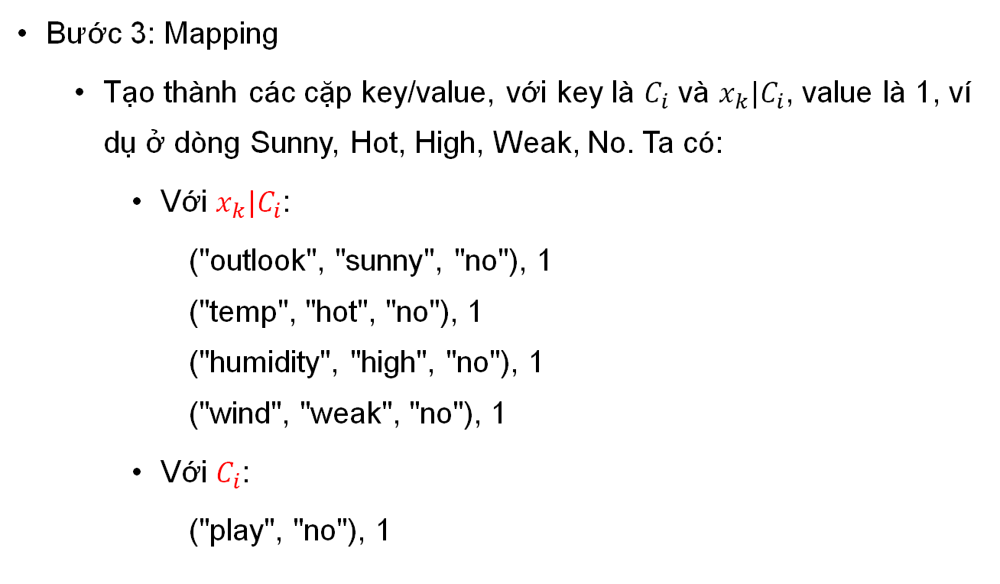 • Bước 3: Mapping
• Tạo thành các cặp key/value, với key là $C_i$ và $x_k|C_i$, value là 1, ví
dụ ở dòng Sunny, Hot, High, Weak, No. Ta có:
• Với $x_k|C_i$:
("outlook", "sunny", "no"), 1
("temp", "hot", "no"), 1
("humidity", "high", "no"), 1
("wind", "weak", "no"), 1
• Với $C_i$:
("play", "no"), 1